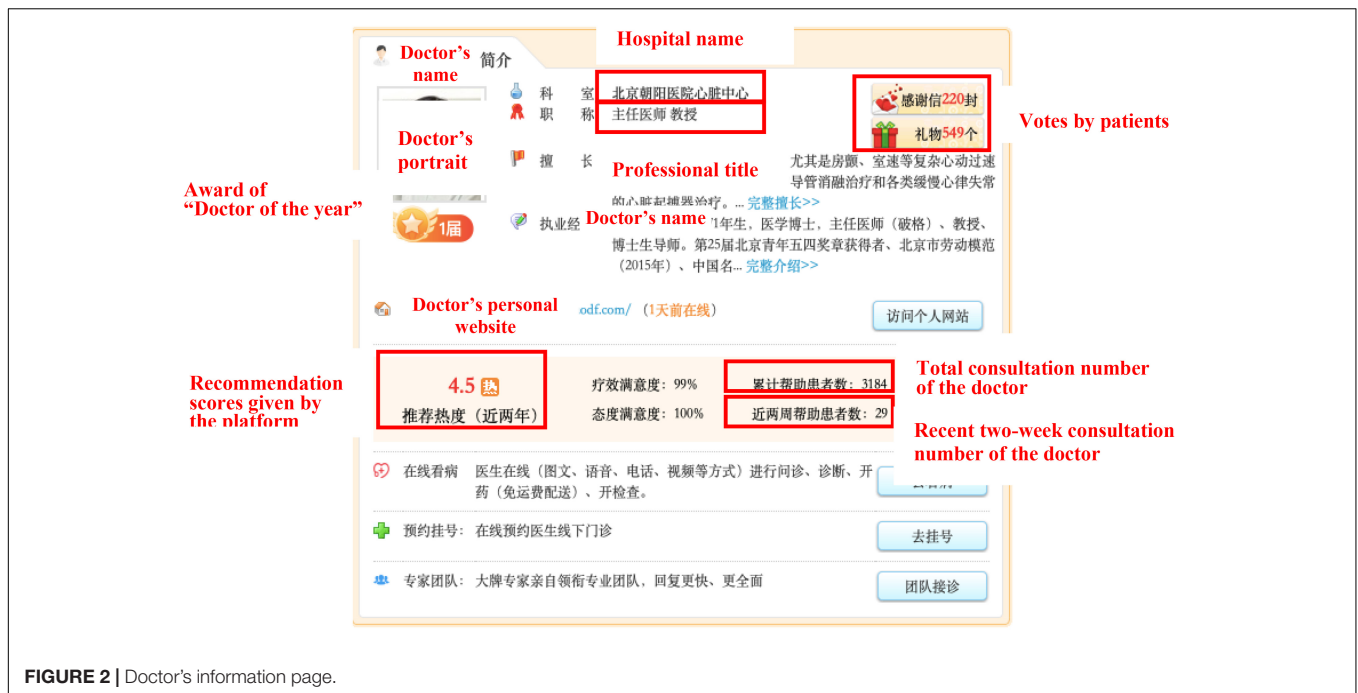 Hospital name
Doctor's name
简介
科 室 北京朝阳医院心脏中心
职 称 主任医师 教授
感谢信220封
礼物549个
Votes by patients
Doctor's portrait
擅 长
Professional title
尤其是房颤、室速等复杂心动过速
导管消融治疗和各类缓慢心律失常
的心脏起搏器治疗。... 完整擅长>>
Award of
“Doctor of the year”
1届
执业经
Doctor's name
1年生，医学博士，主任医师（破格）、教授、
博士生导师。第25届北京青年五四奖章获得者、北京市劳动模范
（2015年）、中国名... 完整介绍>>
Doctor's personal
website
odf.com/ （1天前在线）
访问个人网站
Recommendation
scores given by
the platform
4.5 热
推荐热度（近两年）
疗效满意度：99%
态度满意度：100%
累计帮助患者数：3184
近两周帮助患者数：29
Total consultation number
of the doctor
Recent two-week consultation
number of the doctor
在线看病 医生在线（图文、语音、电话、视频等方式）进行问诊、诊断、开
药（免运费配送）、开检查。
预约挂号：在线预约医生线下门诊
去挂号
专家团队：大牌专家亲自领衔专业团队，回复更快、更全面
团队接诊
FIGURE 2 | Doctor's information page.